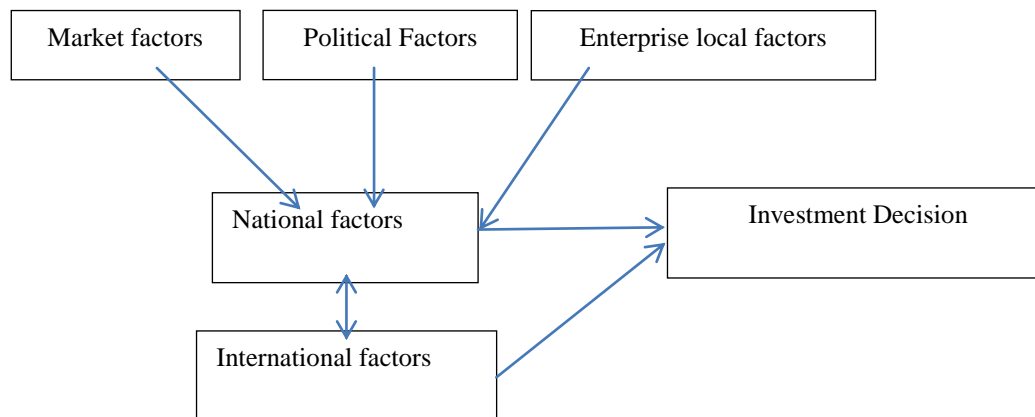 Market factors
Political Factors
Enterprise local factors
National factors
Investment Decision
International factors